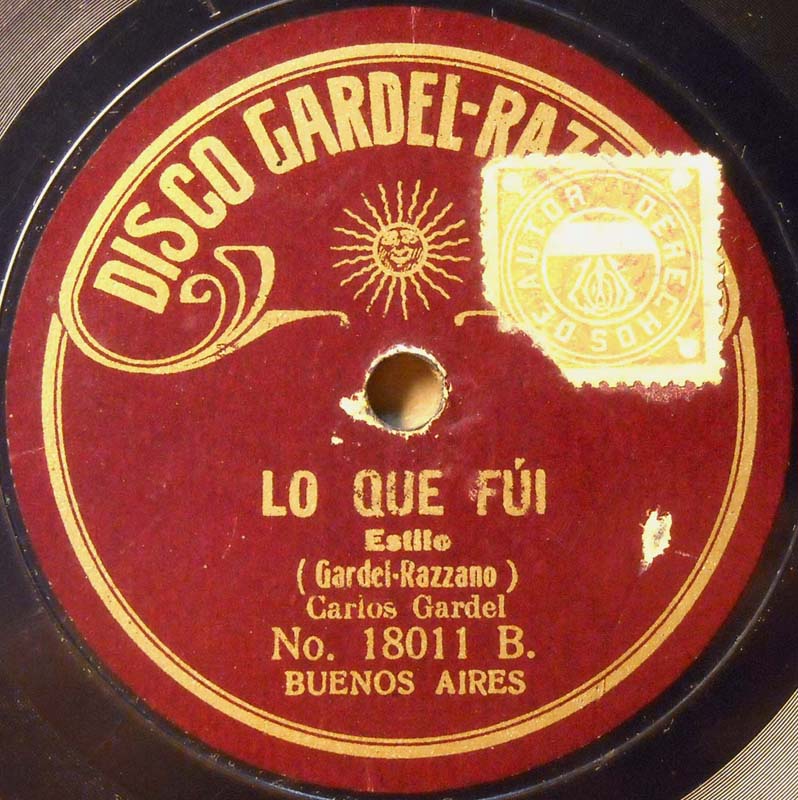 DISCO GARDEL-RAZ
DERECHOS DE AUTOR
LO QUE FÚI
Estilo
( Gardel-Razzano )
Carlos Gardel
No. 18011 B.
BUENOS AIRES